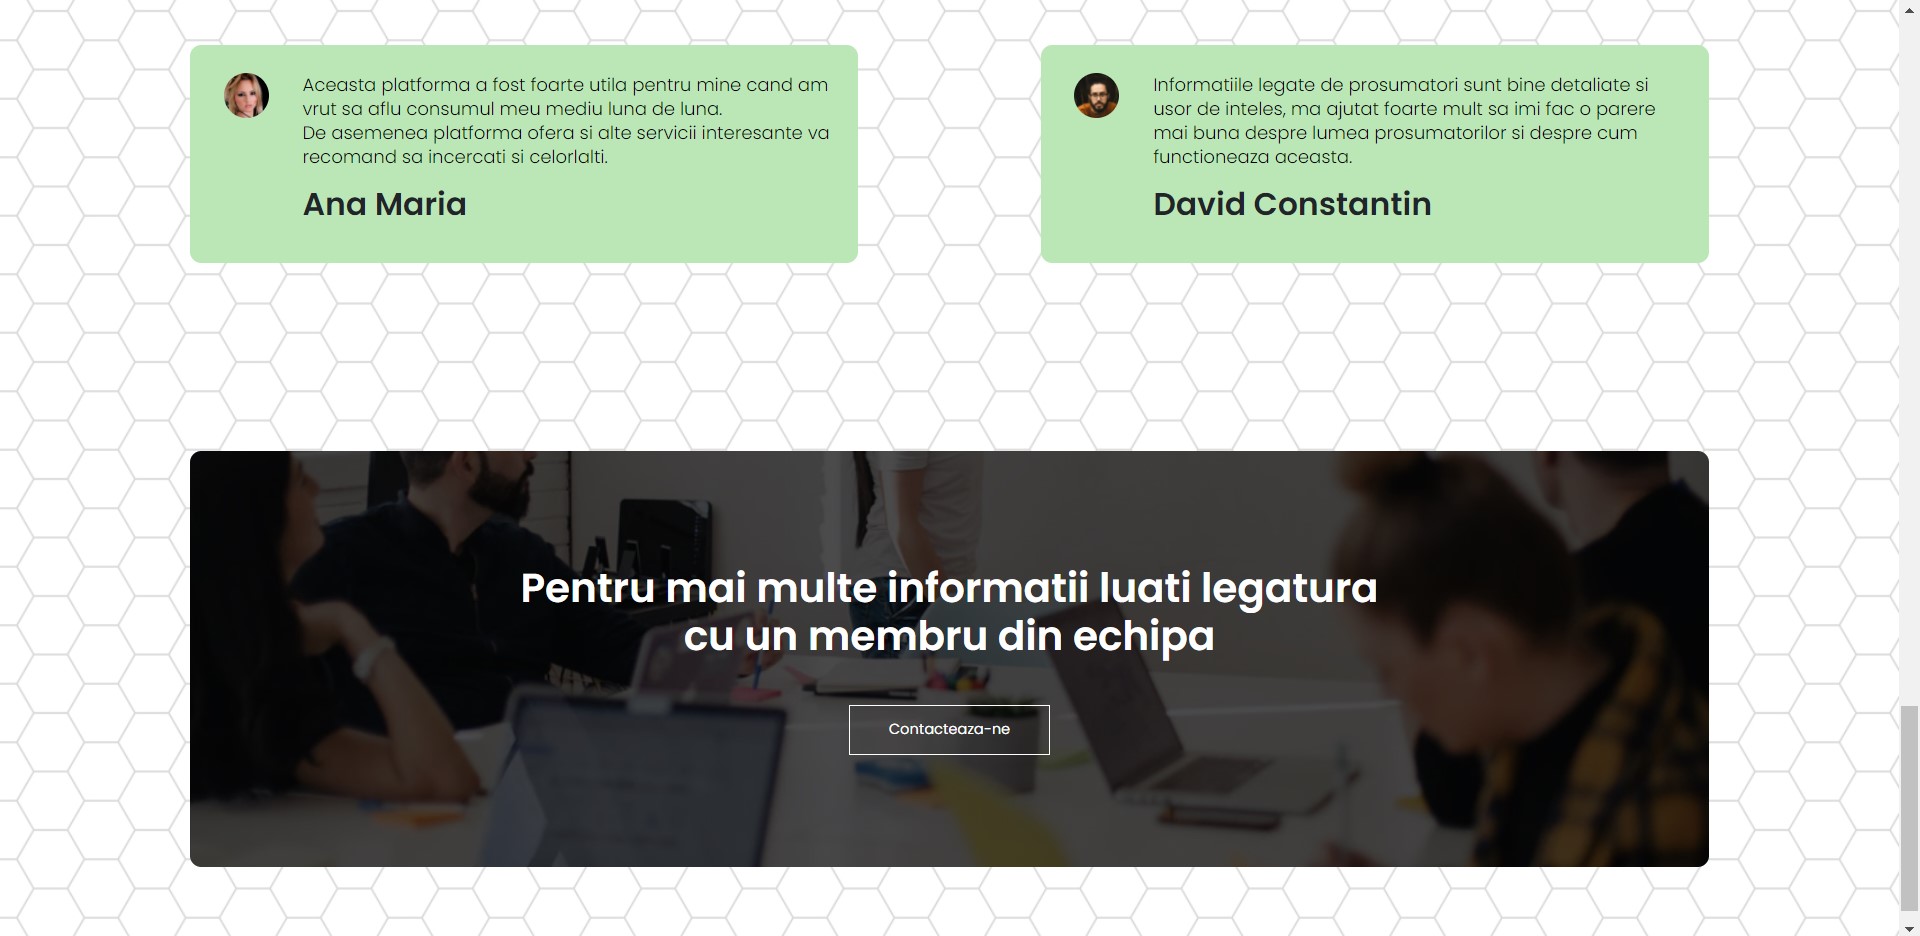 Aceasta platforma a fost foarte utila pentru mine cand am
vrut sa aflu consumul meu mediu luna de luna.
De asemenea platforma ofera si alte servicii interesante va
recomand sa incercati si celorlalti.
Ana Maria
Informatiile legate de prosumatori sunt bine detaliate si
usor de inteles, ma ajutat foarte mult sa imi fac o parere
mai buna despre lumea prosumatorilor si despre cum
functioneaza aceasta.
David Constantin
Pentru mai multe informatii luati legatura
cu un membru din echipa
Contacteaza-ne